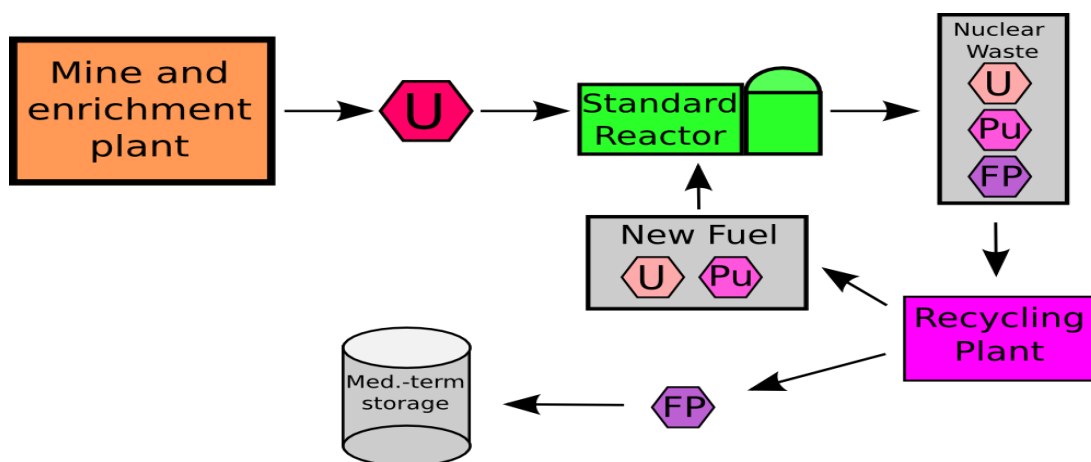 Mine and
enrichment
plant
U
Standard
Reactor
Nuclear
Waste
U
Pu
FP
New Fuel
U Pu
Recycling
Plant
Med.-term
storage
FP